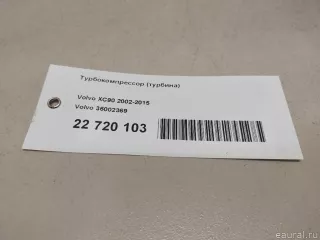 Турбокомпрессор (турбина)
Volvo XC90 2002-2015
Volvo 36002369
22 720 103
eaural.ru